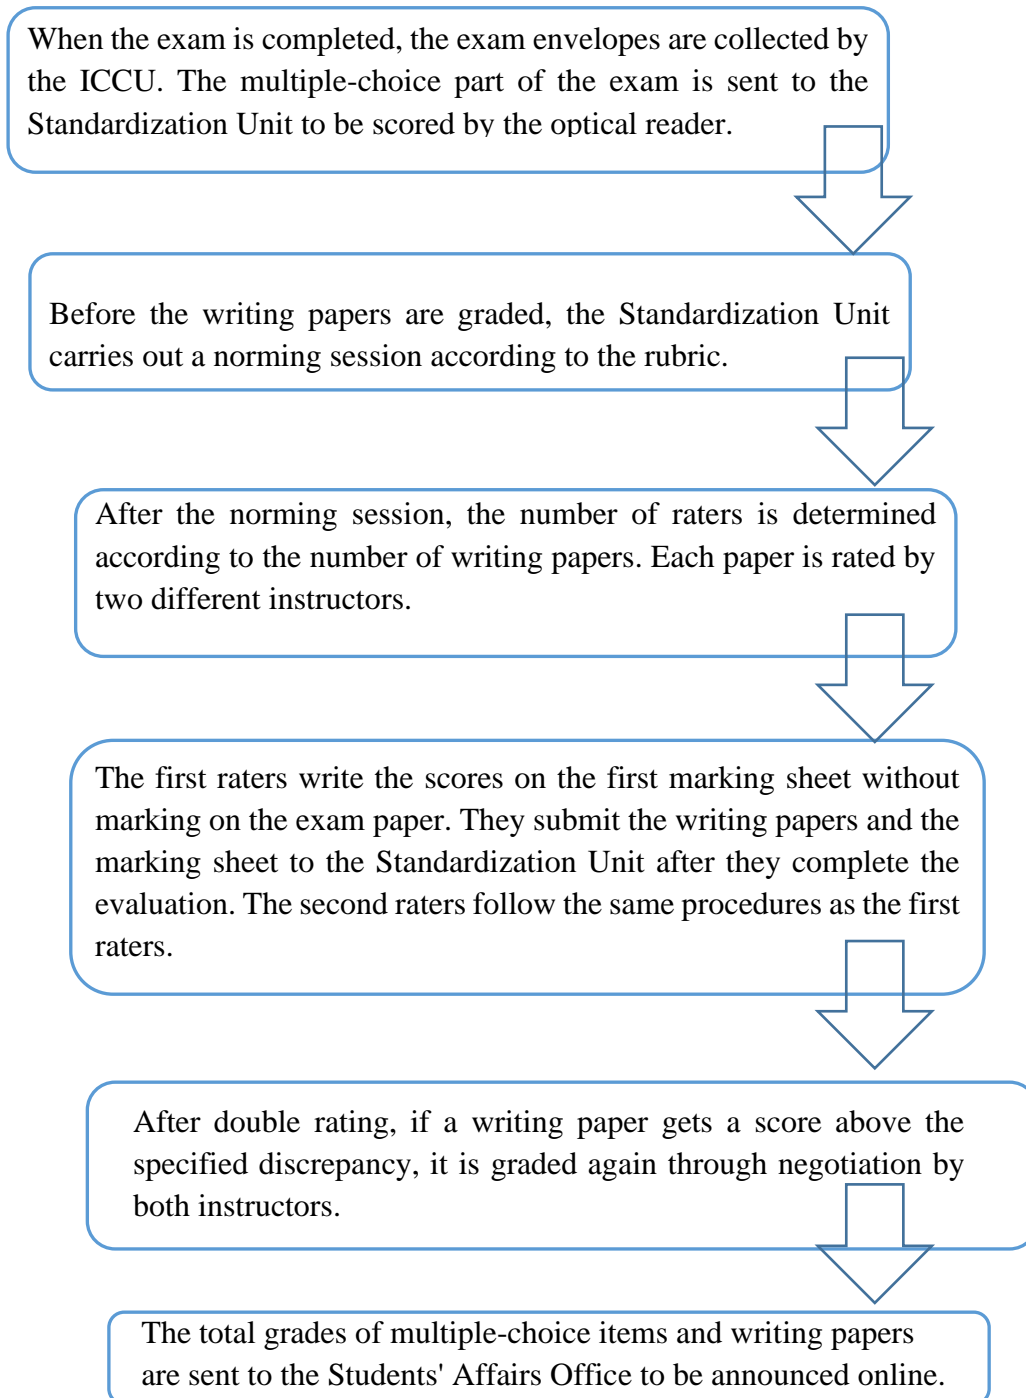 When the exam is completed, the exam envelopes are collected by
the ICCU. The multiple-choice part of the exam is sent to the
Standardization Unit to be scored by the optical reader.
Before the writing papers are graded, the Standardization Unit
carries out a norming session according to the rubric.
After the norming session, the number of raters is determined
according to the number of writing papers. Each paper is rated by
two different instructors.
The first raters write the scores on the first marking sheet without
marking on the exam paper. They submit the writing papers and the
marking sheet to the Standardization Unit after they complete the
evaluation. The second raters follow the same procedures as the first
raters.
After double rating, if a writing paper gets a score above the
specified discrepancy, it is graded again through negotiation by
both instructors.
The total grades of multiple-choice items and writing papers
are sent to the Students' Affairs Office to be announced online.